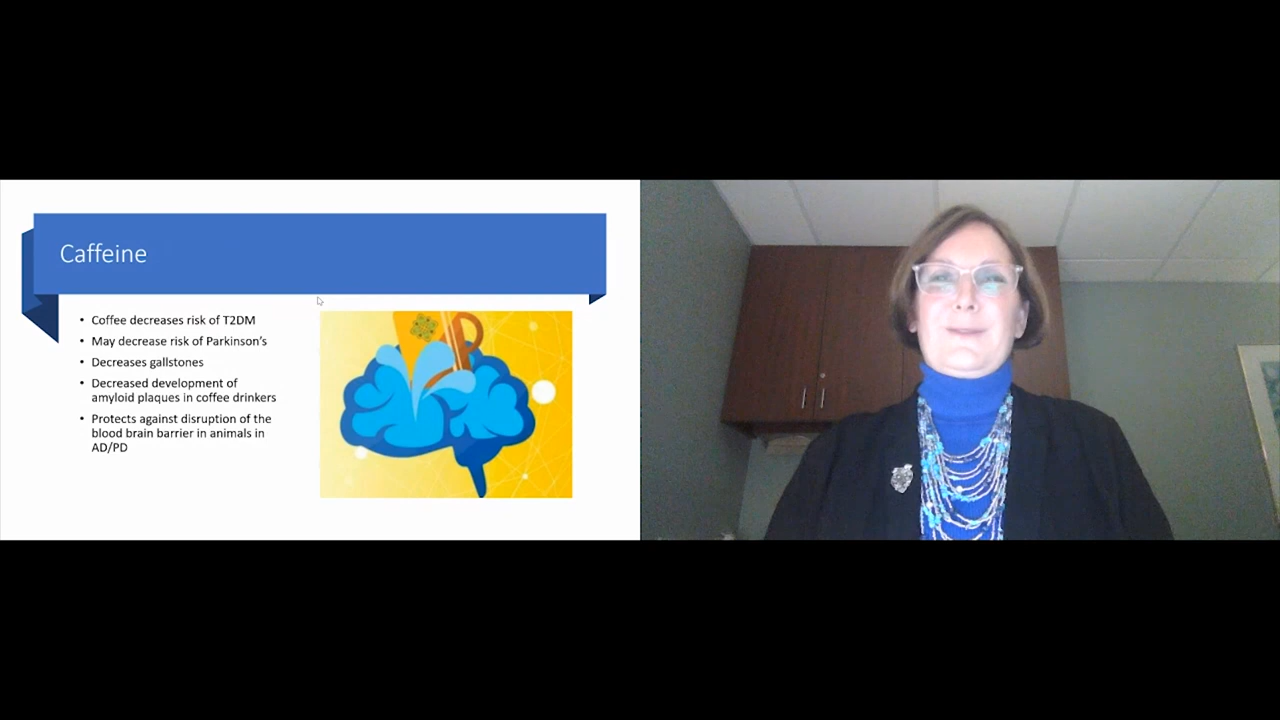 Caffeine
• Coffee decreases risk of T2DM
• May decrease risk of Parkinson's
• Decreases gallstones
• Decreased development of
amyloid plaques in coffee drinkers
• Protects against disruption of the
blood brain barrier in animals in
AD/PD